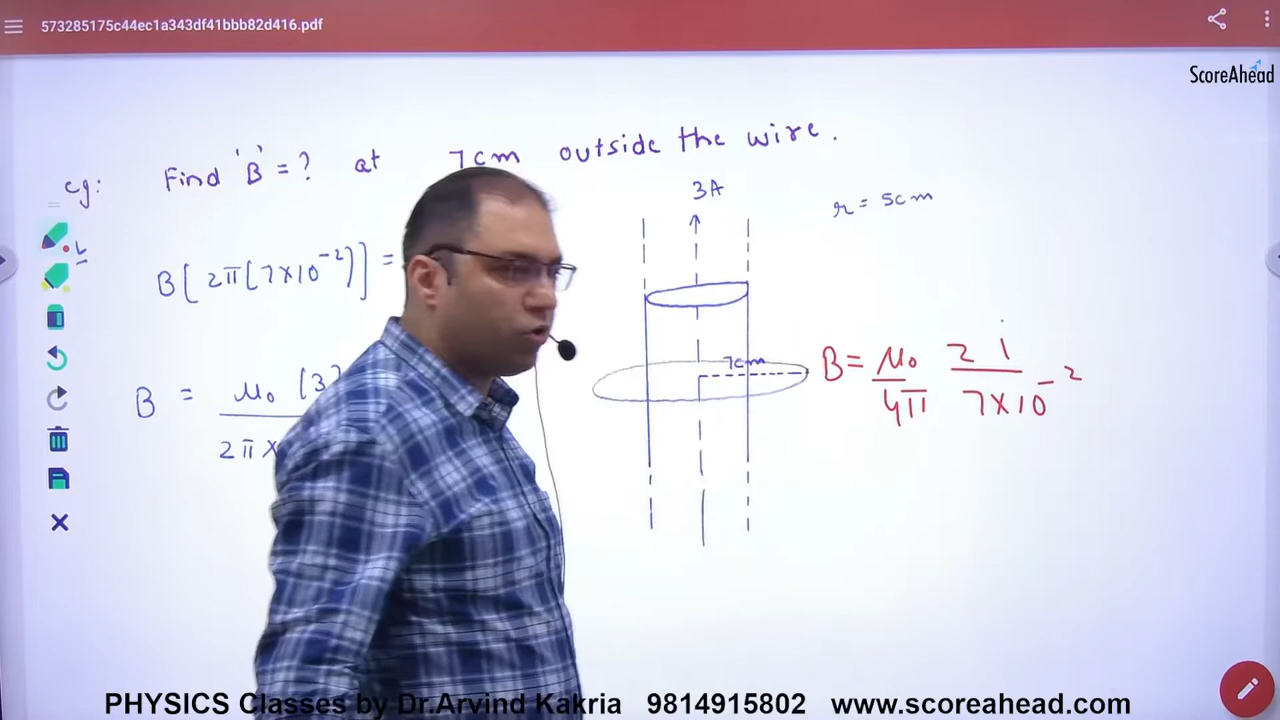 573285175c44ec1a343df41bbb82d416.pdf
ScoreAhead
eg: Find 'B' = ? at 7cm outside the wire.
3A
r = 5cm
B[2π(7×10⁻²)] =
7cm
B = μ₀/4π 2i/7×10⁻²
B = μ₀(3)/2π×
PHYSICS Classes by Dr.Arvind Kakria 9814915802 www.scoreahead.com